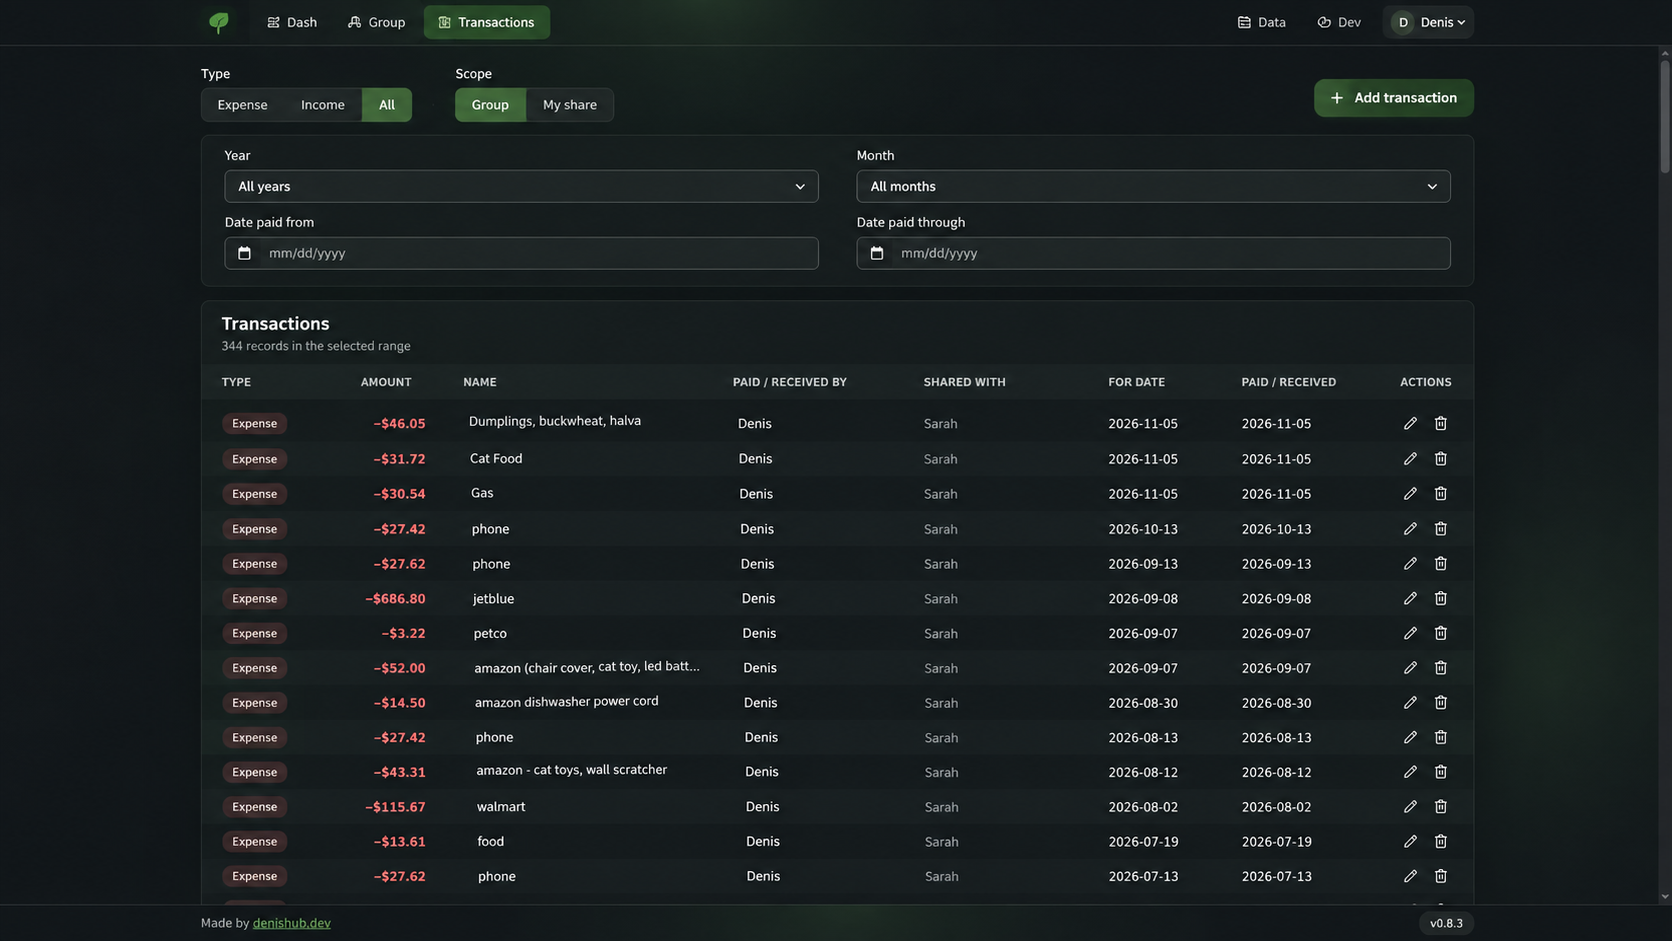 Dash Group Transactions Data Dev D Denis
Type Scope
Expense Income All Group My share + Add transaction
Year Month
All years All months
Date paid from Date paid through
mm/dd/yyyy mm/dd/yyyy
Transactions
344 records in the selected range
TYPE AMOUNT NAME PAID / RECEIVED BY SHARED WITH FOR DATE PAID / RECEIVED ACTIONS
Expense –$46.05 Dumplings, buckwheat, halva Denis Sarah 2026-11-05 2026-11-05
Expense –$31.72 Cat Food Denis Sarah 2026-11-05 2026-11-05
Expense –$30.54 Gas Denis Sarah 2026-11-05 2026-11-05
Expense –$27.42 phone Denis Sarah 2026-10-13 2026-10-13
Expense –$27.62 phone Denis Sarah 2026-09-13 2026-09-13
Expense –$686.80 jetblue Denis Sarah 2026-09-08 2026-09-08
Expense –$3.22 petco Denis Sarah 2026-09-07 2026-09-07
Expense –$52.00 amazon (chair cover, cat toy, led batt... Denis Sarah 2026-09-07 2026-09-07
Expense –$14.50 amazon dishwasher power cord Denis Sarah 2026-08-30 2026-08-30
Expense –$27.42 phone Denis Sarah 2026-08-13 2026-08-13
Expense –$43.31 amazon - cat toys, wall scratcher Denis Sarah 2026-08-12 2026-08-12
Expense –$115.67 walmart Denis Sarah 2026-08-02 2026-08-02
Expense –$13.61 food Denis Sarah 2026-07-19 2026-07-19
Expense –$27.62 phone Denis Sarah 2026-07-13 2026-07-13
Made by denishub.dev v0.8.3